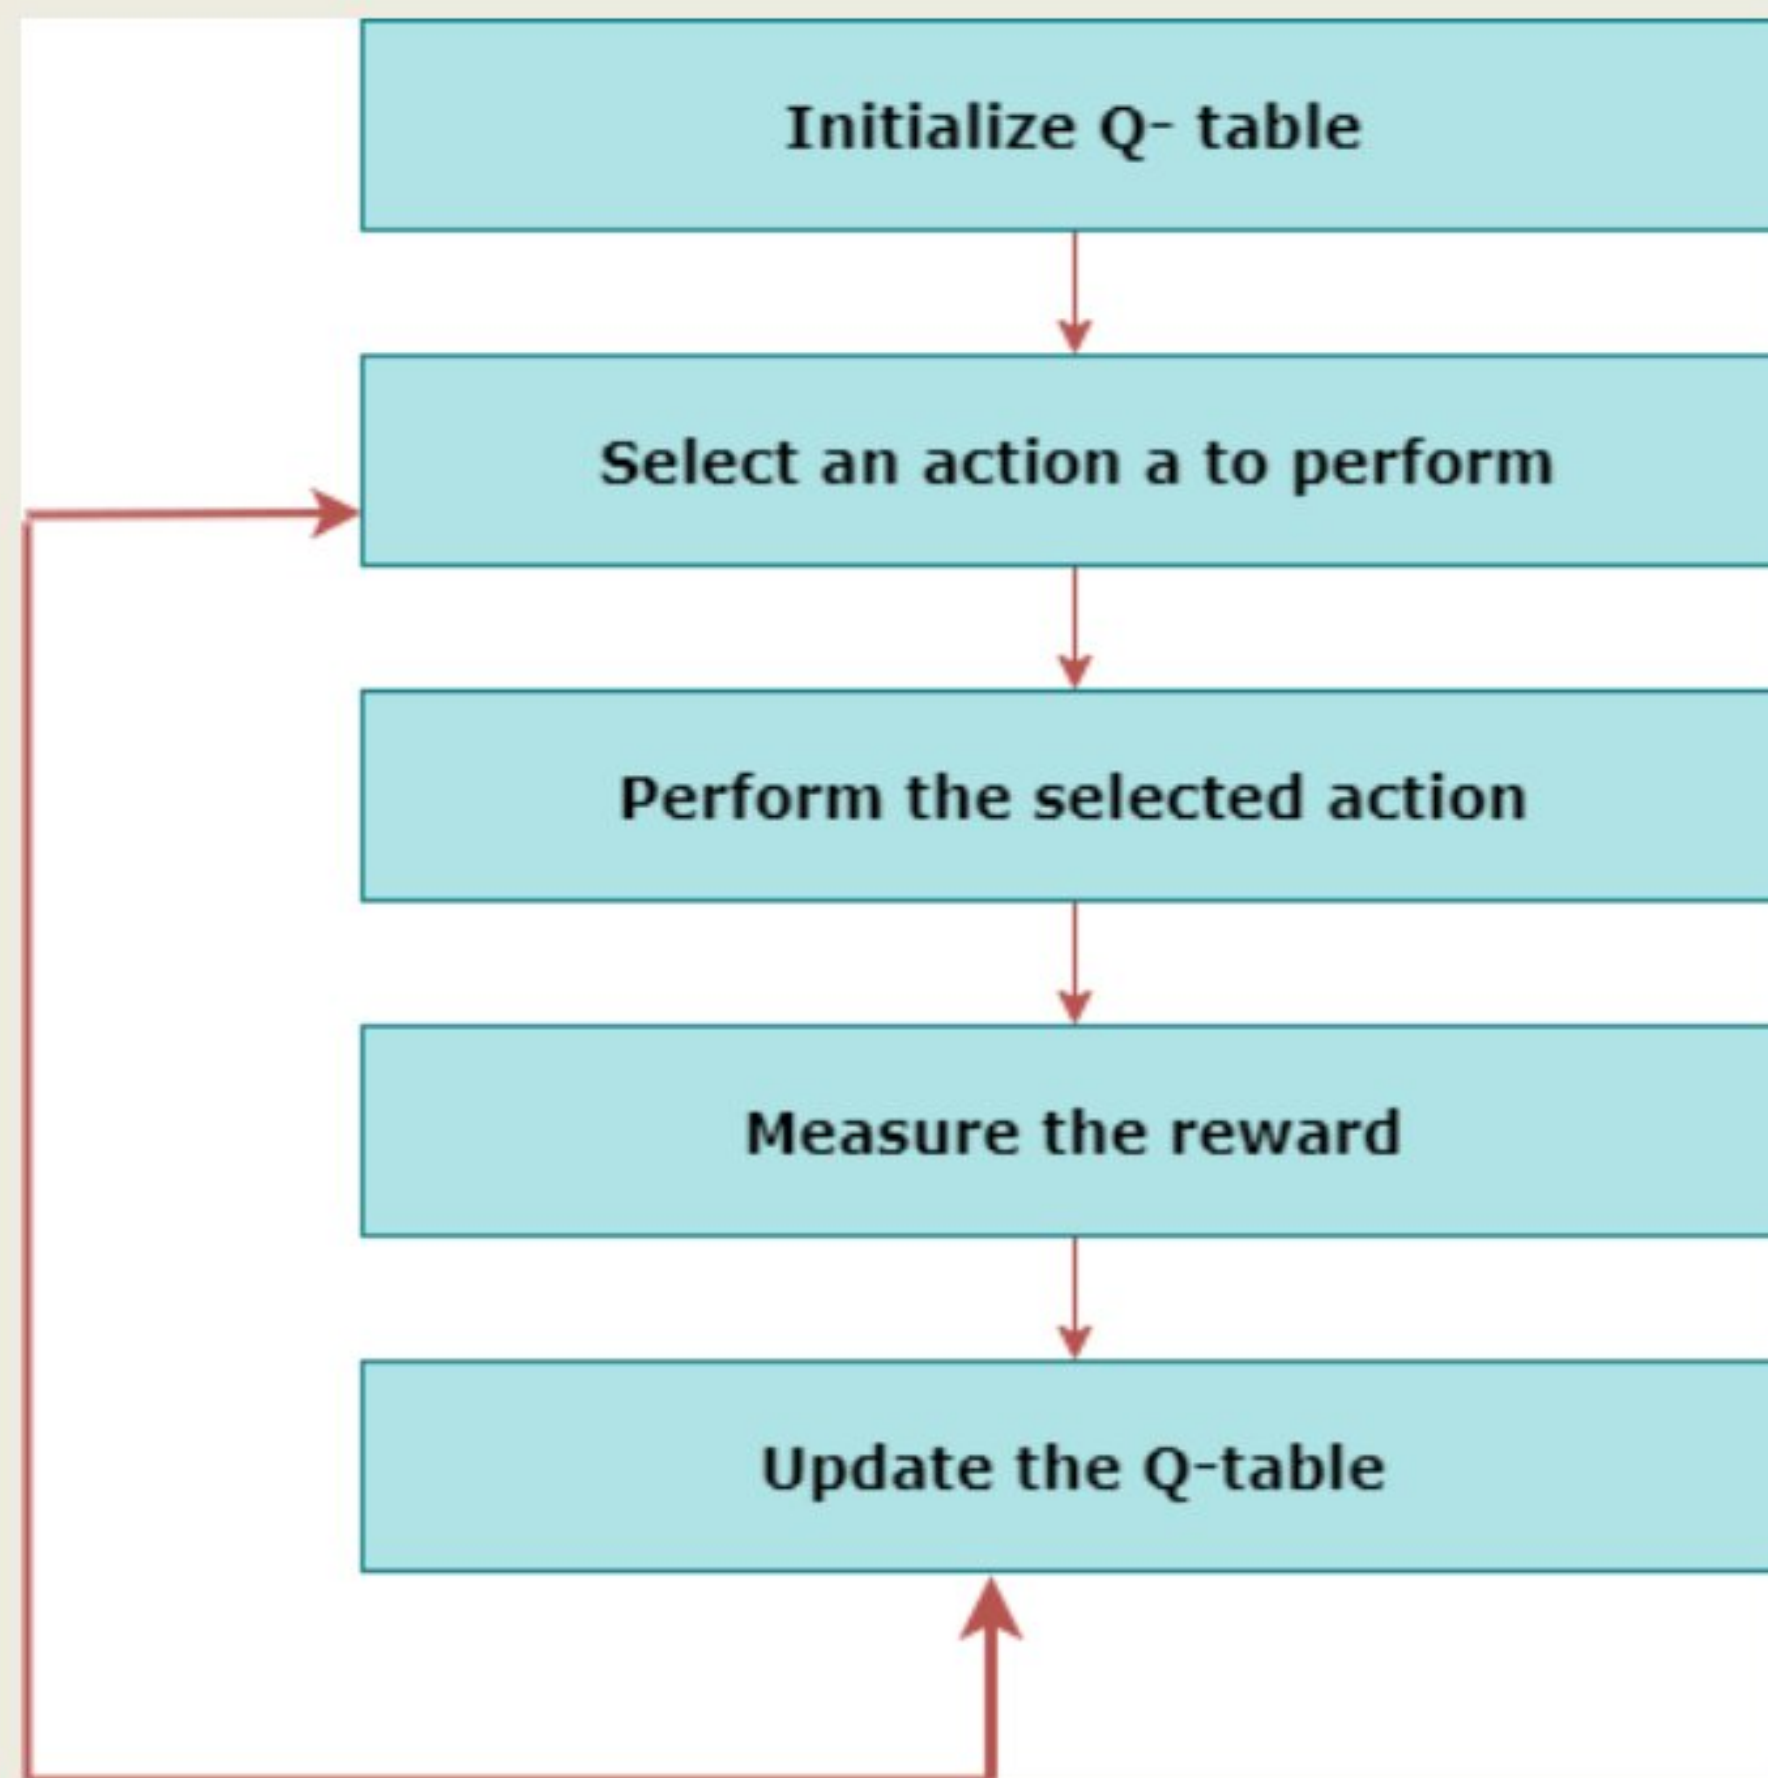 Initialize Q- table
Select an action a to perform
Perform the selected action
Measure the reward
Update the Q-table